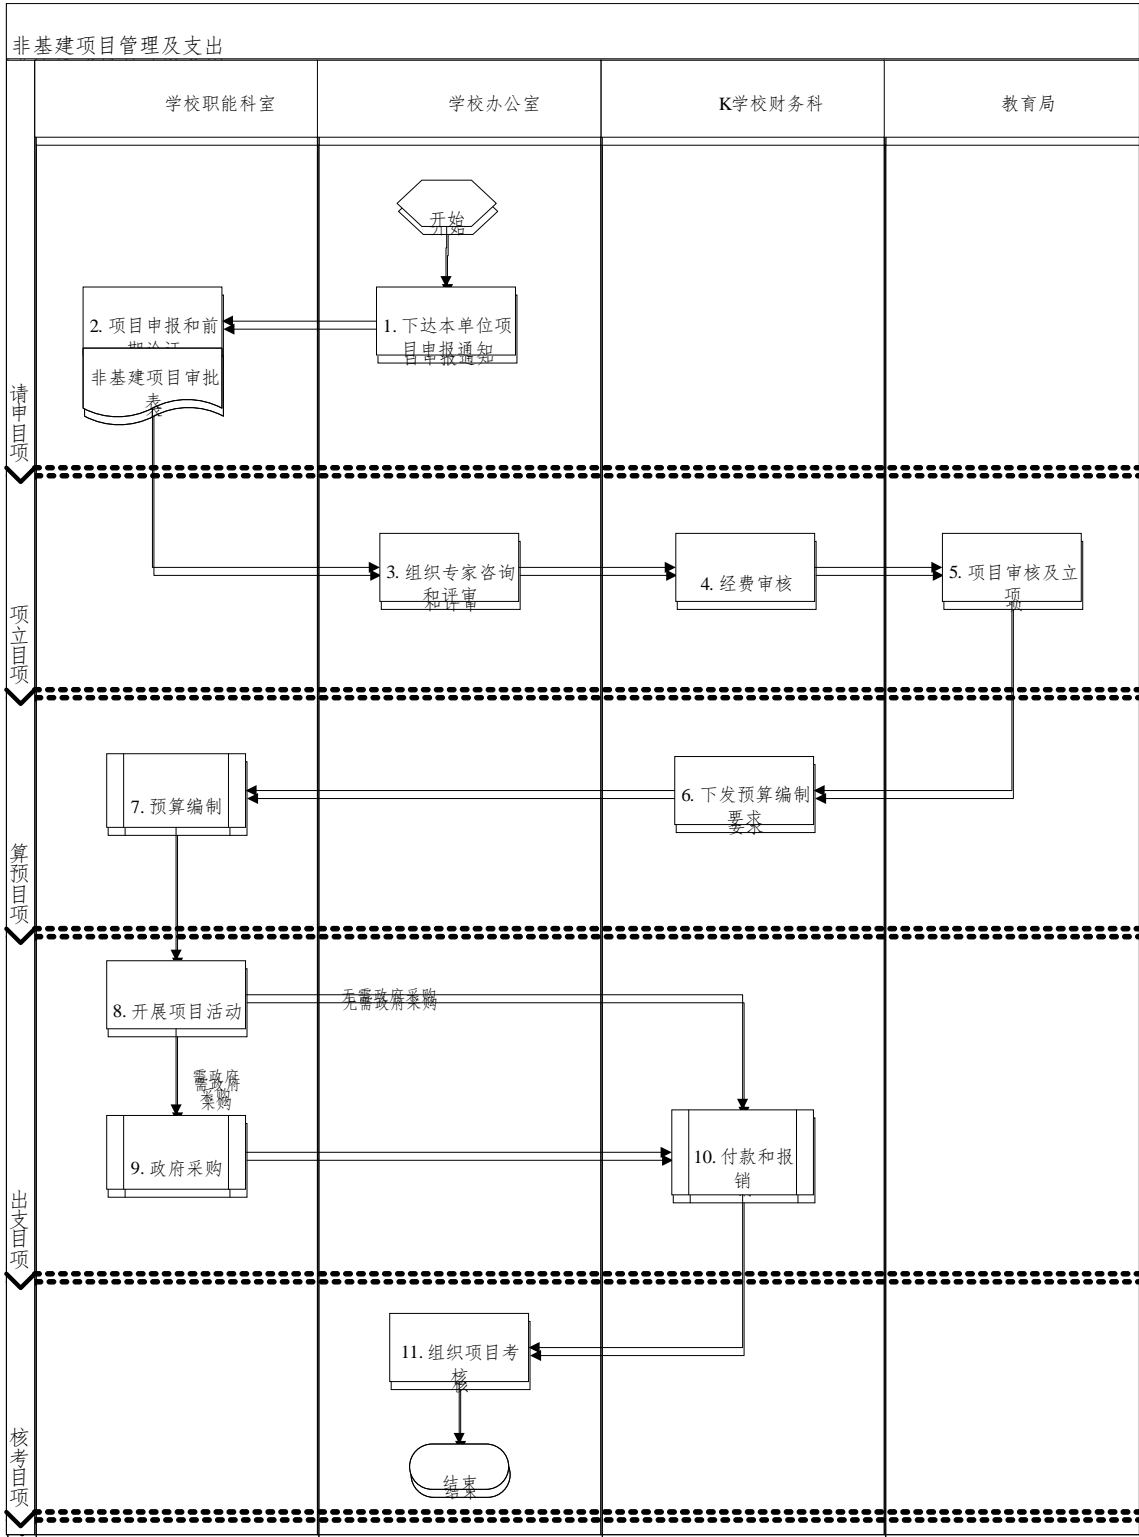 非基建项目管理及支出
学校职能科室
学校办公室
K学校财务科
教育局
开始
1. 下达本单位项
目申报通知
2. 项目申报和前
期论证
非基建项目审批
表
请申目项
3. 组织专家咨询
和评审
4. 经费审核
5. 项目审核及立
项
项立目项
6. 下发预算编制
要求
7. 预算编制
算预目项
8. 开展项目活动
无需政府采购
需政府
采购
9. 政府采购
10. 付款和报
销
出支目项
11. 组织项目考
核
结束
核考目项